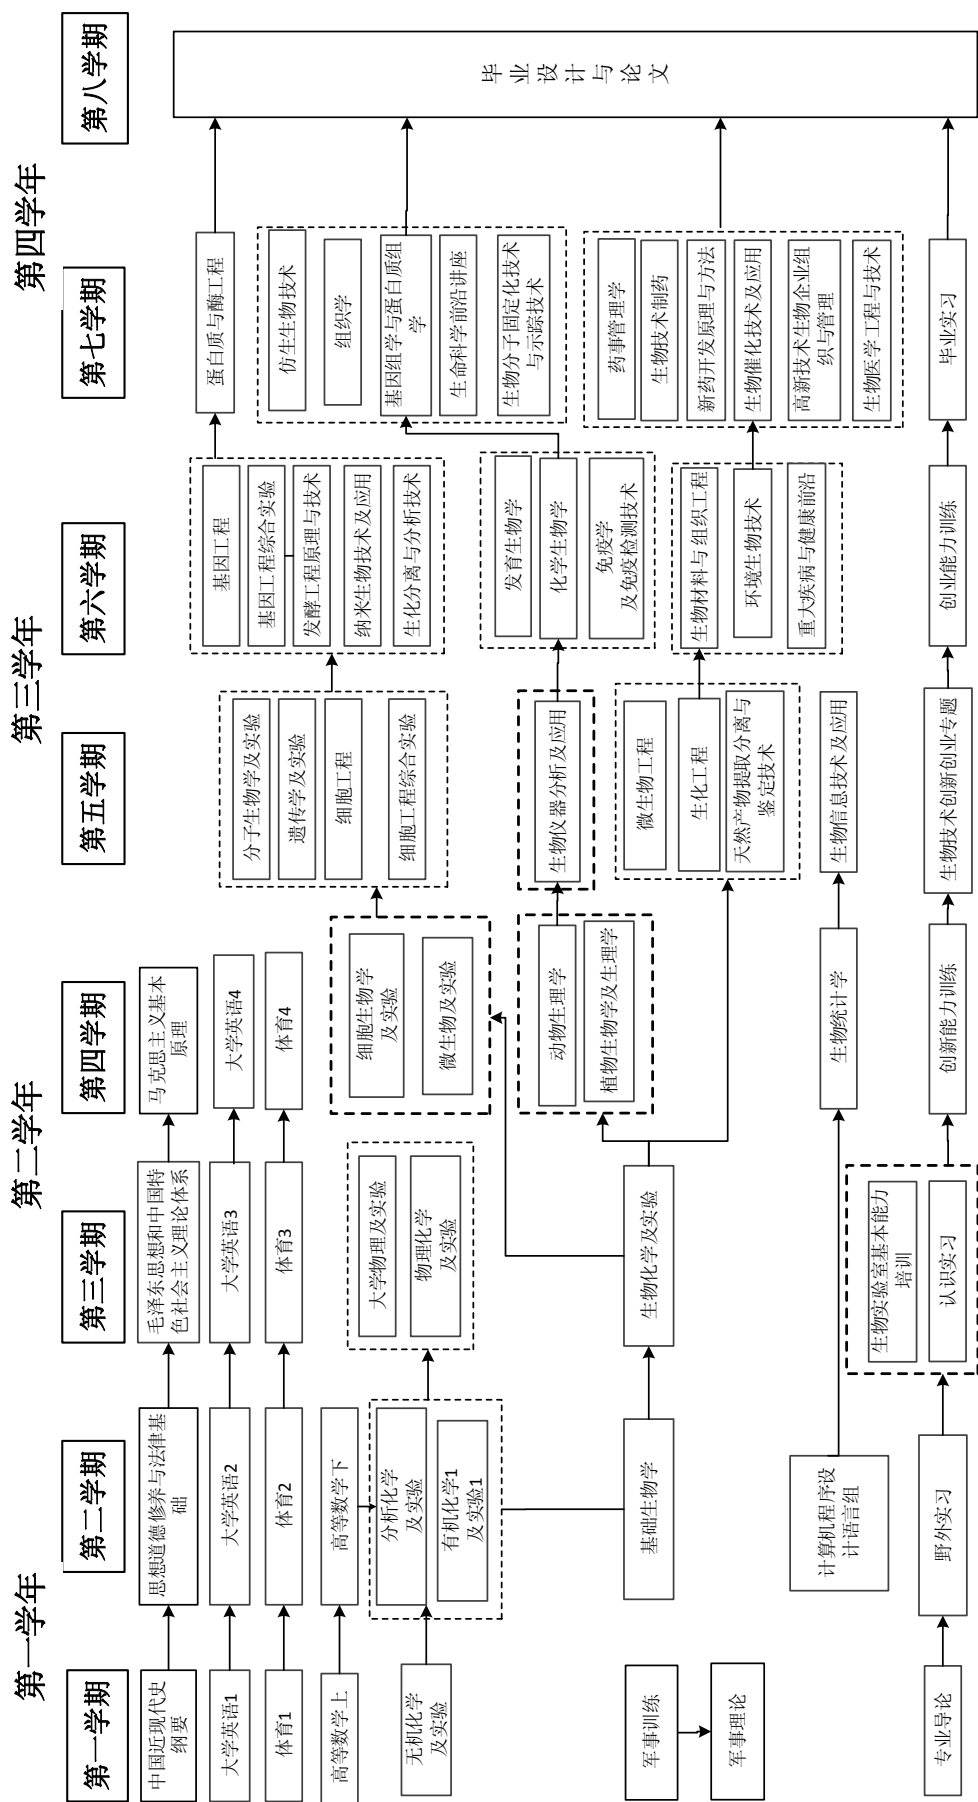 第一学年
第二学年
第三学年
第四学年
第一学期
第二学期
第三学期
第四学期
第五学期
第六学期
第七学期
第八学期
中国近现代史
纲要
思想道德修养与法律基
础
毛泽东思想和中国特
色社会主义理论体系
马克思主义基本
原理
大学英语1
大学英语2
大学英语3
大学英语4
体育1
体育2
体育3
体育4
高等数学上
高等数学下
无机化学
及实验
分析化学
及实验
有机化学1
及实验1
大学物理及实验
物理化学
及实验
细胞生物学
及实验
微生物及实验
分子生物学及实验
遗传学及实验
细胞工程
细胞工程综合实验
基因工程
基因工程综合实验
发酵工程原理与技术
纳米生物技术及应用
生化分离与分析技术
蛋白质与酶工程
仿生生物技术
组织学
基因组学与蛋白质组
学
生命科学前沿讲座
生物分子固定化技术
与示踪技术
毕业设计与论文
基础生物学
生物化学及实验
动物生理学
植物生物学及生理学
生物仪器分析及应用
发育生物学
化学生物学
免疫学
及免疫检测技术
微生物工程
生化工程
天然产物提取分离与
鉴定技术
生物材料与组织工程
环境生物技术
重大疾病与健康前沿
药事管理学
生物技术制药
新药开发原理与方法
生物催化技术及应用
高新技术生物企业组
织与管理
生物医学工程与技术
军事训练
军事理论
计算机程序设
计语言组
生物统计学
生物信息技术及应用
专业导论
野外实习
生物实验室基本能力
培训
认识实习
创新能力训练
生物技术创新创业专题
创业能力训练
毕业实习